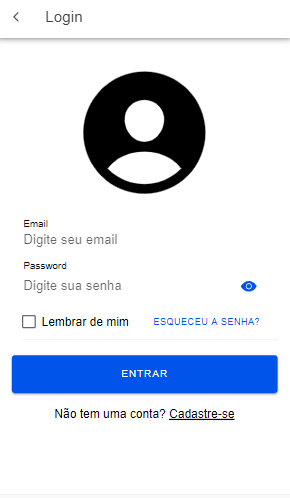 Login
Email
Digite seu email
Password
Digite sua senha
Lembrar de mim ESQUECEU A SENHA?
ENTRAR
Não tem uma conta? Cadastre-se